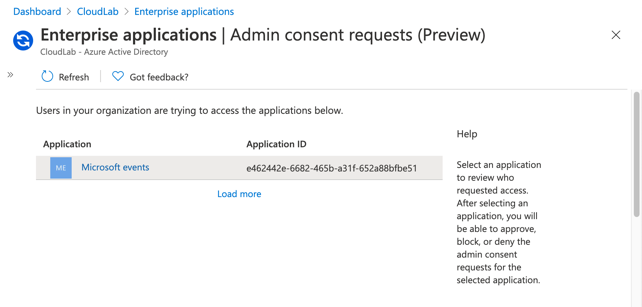 Dashboard > CloudLab > Enterprise applications
Enterprise applications | Admin consent requests (Preview)
CloudLab - Azure Active Directory
Refresh
Got feedback?
Users in your organization are trying to access the applications below.
Application
Application ID
ME
Microsoft events
e462442e-6682-465b-a31f-652a88bfbe51
Load more
Help
Select an application
to review who
requested access.
After selecting an
application, you will
be able to approve,
block, or deny the
admin consent
requests for the
selected application.